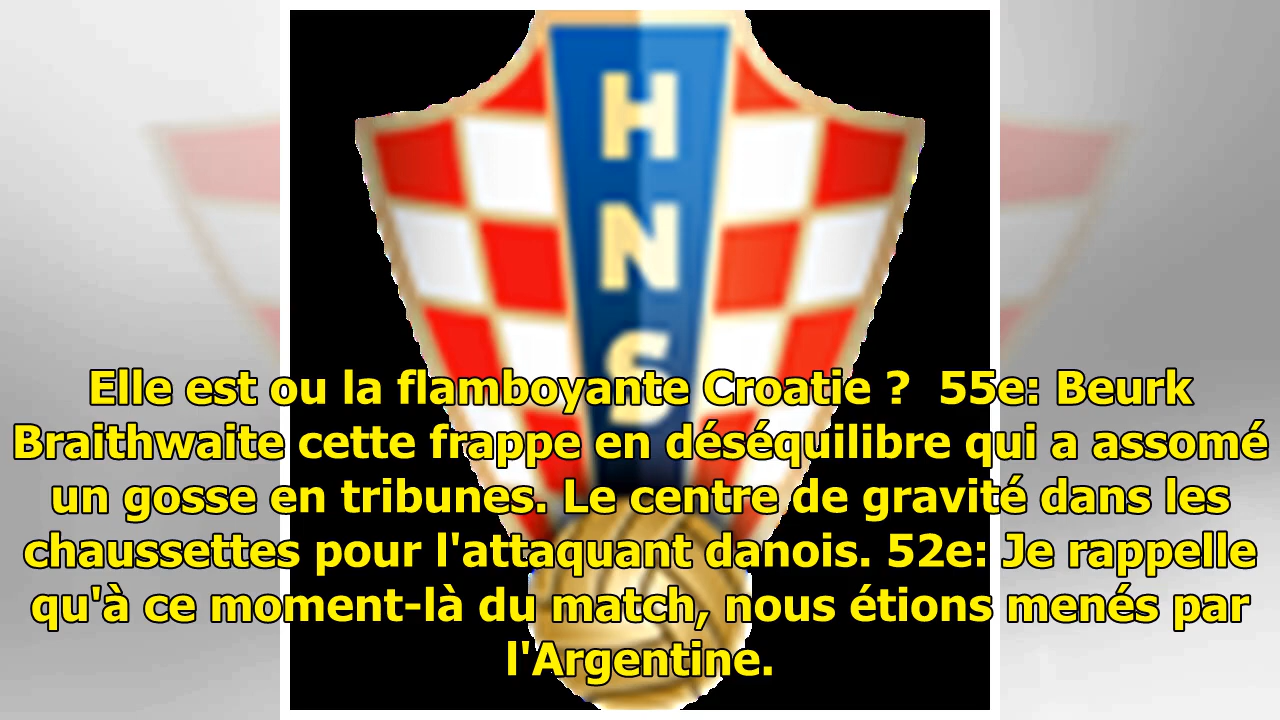 H
N
S
Elle est ou la flamboyante Croatie ?  55e: Beurk
Braithwaite cette frappe en déséquilibre qui a assomé
un gosse en tribunes. Le centre de gravité dans les
chaussettes pour l'attaquant danois. 52e: Je rappelle
qu'à ce moment-là du match, nous étions menés par
l'Argentine.